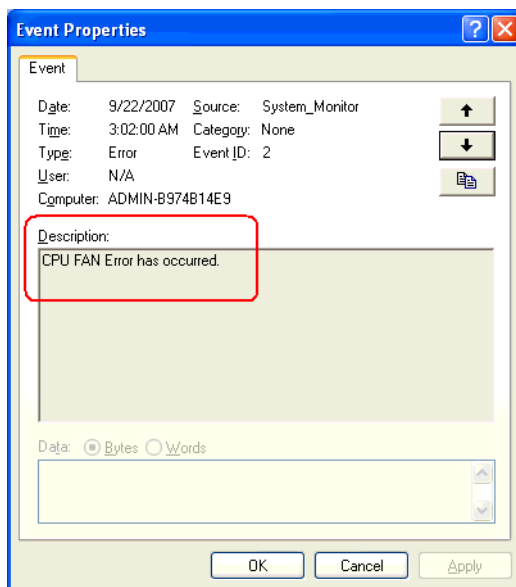 Event Properties
Event
Date: 9/22/2007 Source: System_Monitor
Time: 3:02:00 AM Category: None
Type: Error Event ID: 2
User: N/A
Computer: ADMIN-B974B14E9
Description:
CPU FAN Error has occurred.
Data: Bytes Words
OK Cancel Apply